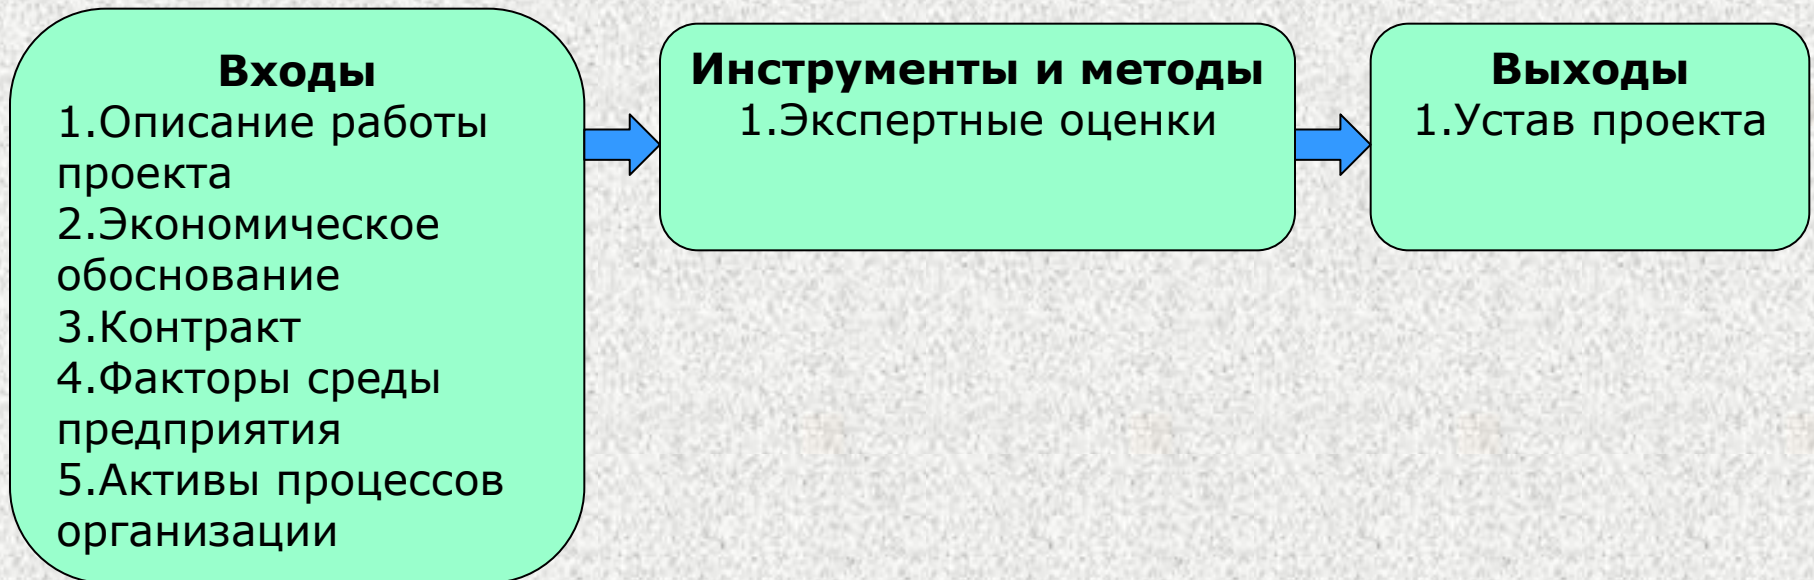 Входы
1.Описание работы
проекта
2.Экономическое
обоснование
3.Контракт
4.Факторы среды
предприятия
5.Активы процессов
организации
Инструменты и методы
1.Экспертные оценки
Выходы
1.Устав проекта